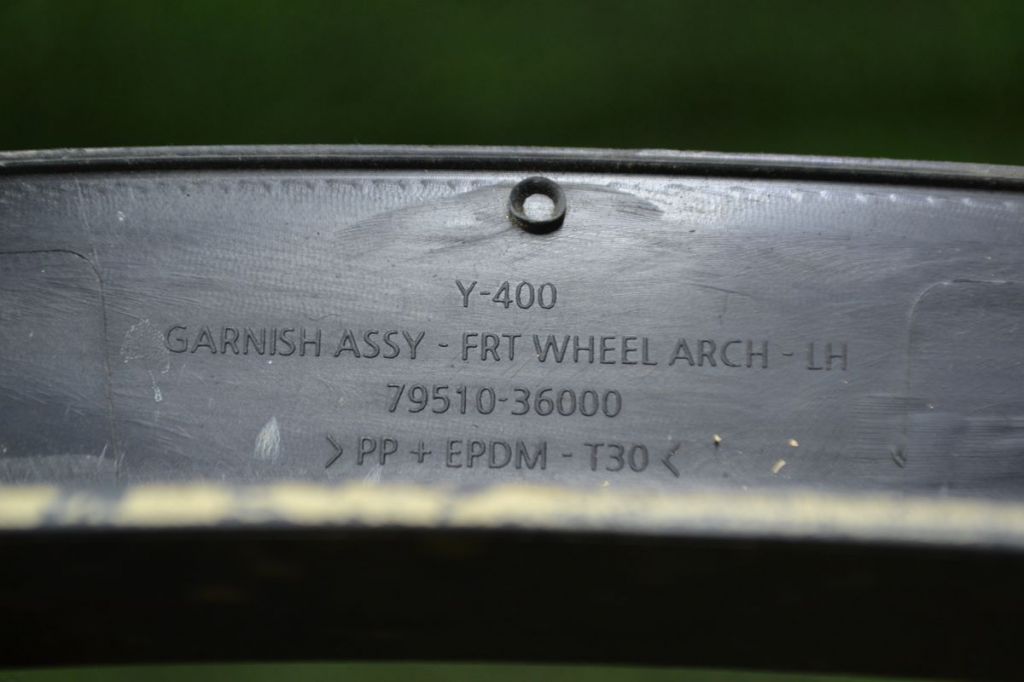 Y-400
GARNISH ASSY - FRT WHEEL ARCH - LH
79510-36000
>PP + EPDM - T30<